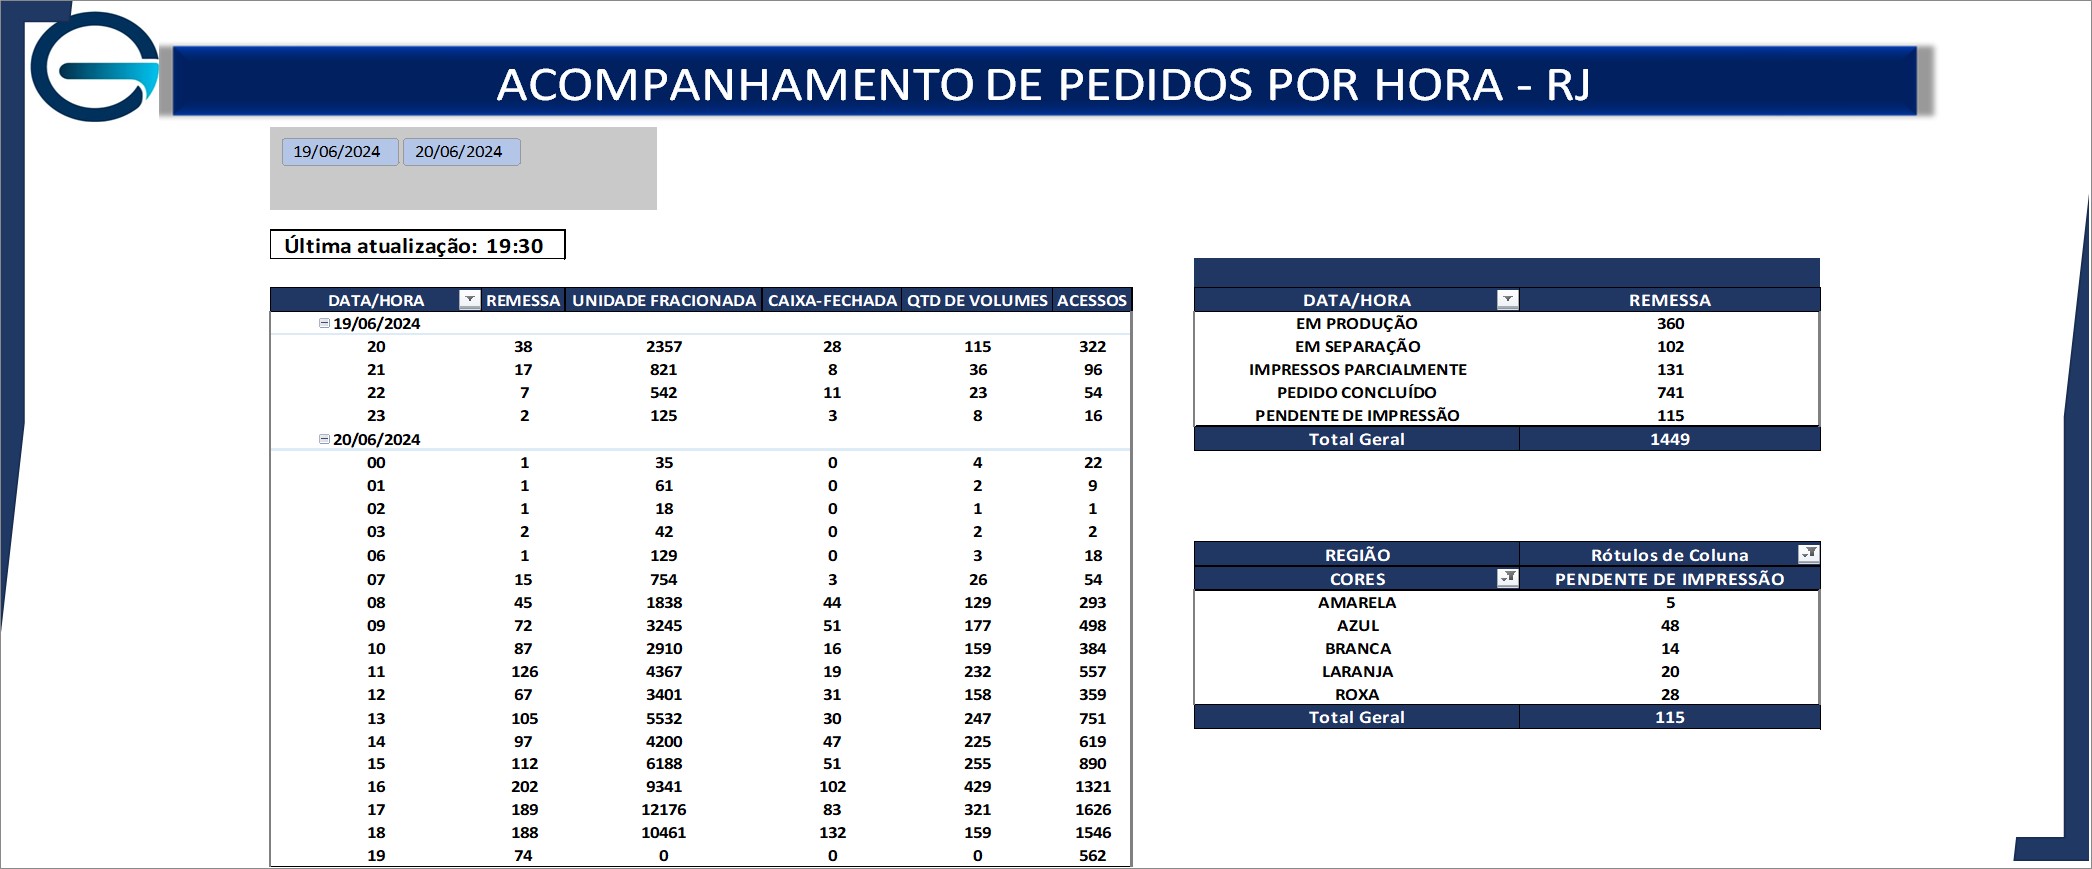 ACOMPANHAMENTO DE PEDIDOS POR HORA - RJ
19/06/2024 20/06/2024
Última atualização: 19:30
DATA/HORA REMESSA UNIDADE FRACIONADA CAIXA-FECHADA QTD DE VOLUMES ACESSOS
19/06/2024
20 38 2357 28 115 322
21 17 821 8 36 96
22 7 542 11 23 54
23 2 125 3 8 16
20/06/2024
00 1 35 0 4 22
01 1 61 0 2 9
02 1 18 0 1 1
03 2 42 0 2 2
06 1 129 0 3 18
07 15 754 3 26 54
08 45 1838 44 129 293
09 72 3245 51 177 498
10 87 2910 16 159 384
11 126 4367 19 232 557
12 67 3401 31 158 359
13 105 5532 30 247 751
14 97 4200 47 225 619
15 112 6188 51 255 890
16 202 9341 102 429 1321
17 189 12176 83 321 1626
18 188 10461 132 159 1546
19 74 0 0 0 562
DATA/HORA REMESSA
EM PRODUÇÃO 360
EM SEPARAÇÃO 102
IMPRESSOS PARCIALMENTE 131
PEDIDO CONCLUÍDO 741
PENDENTE DE IMPRESSÃO 115
Total Geral 1449
REGIÃO Rótulos de Coluna
CORES PENDENTE DE IMPRESSÃO
AMARELA 5
AZUL 48
BRANCA 14
LARANJA 20
ROXA 28
Total Geral 115